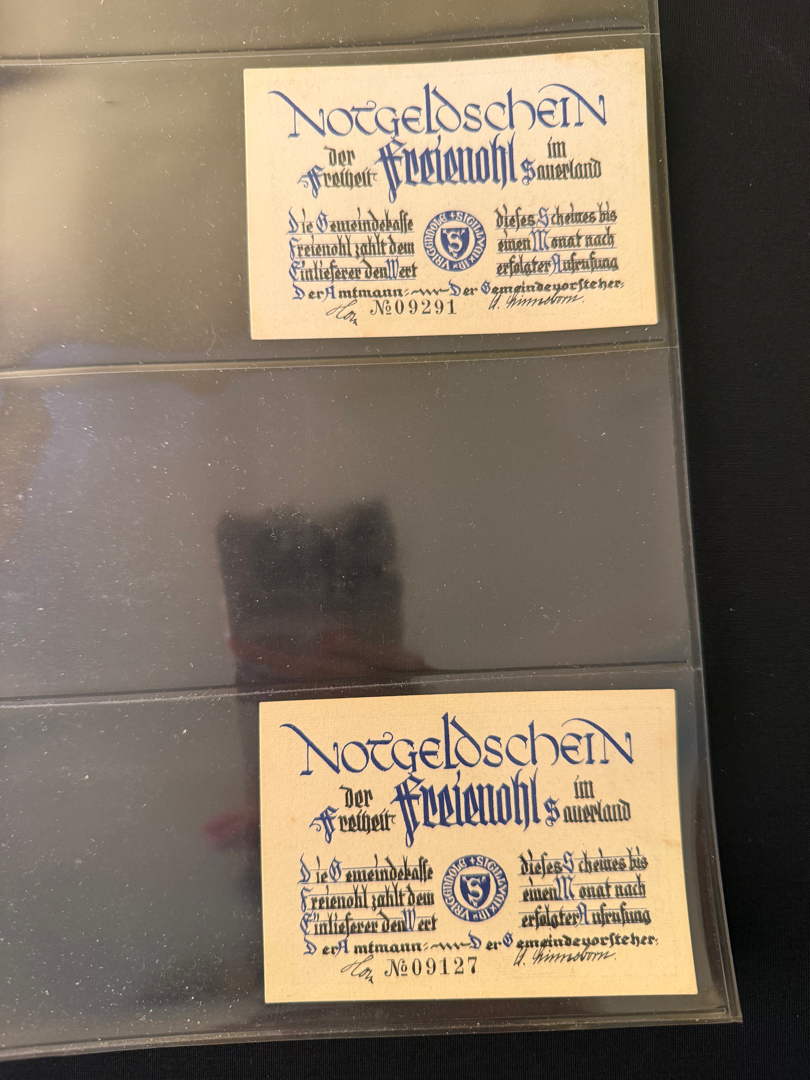 Notgeldschein
der Freiheit Freienohl im Sauerland
Die Gemeindekasse
Freienohl zahlt dem
Einlieferer den Wert
dieses Scheines bis
einen Monat nach
erfolgter Aufrufung
Der Amtmann: Der Gemeindevorsteher:
№09291
Notgeldschein
der Freiheit Freienohl im Sauerland
Die Gemeindekasse
Freienohl zahlt dem
Einlieferer den Wert
dieses Scheines bis
einen Monat nach
erfolgter Aufrufung
Der Amtmann: Der Gemeindevorsteher:
№09127